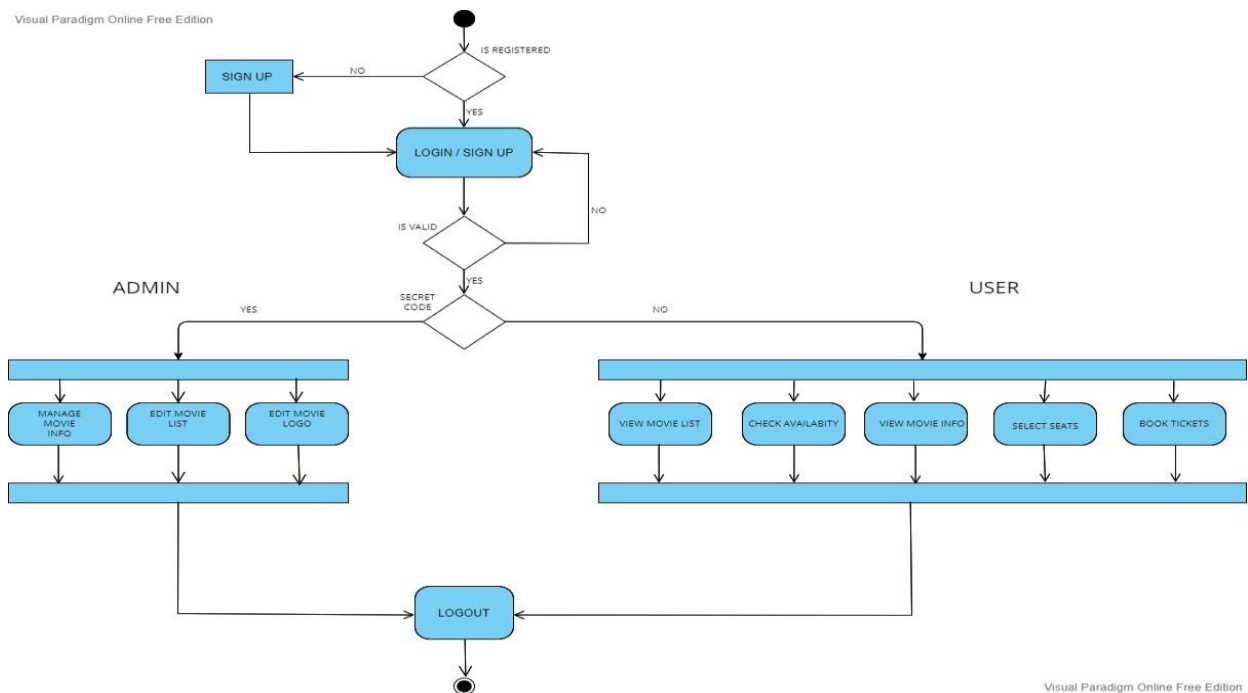 Visual Paradigm Online Free Edition
IS REGISTERED
NO
SIGN UP
YES
LOGIN / SIGN UP
NO
IS VALID
YES
ADMIN
USER
SECRET
CODE
YES
NO
MANAGE
MOVIE
INFO
EDIT MOVIE
LIST
EDIT MOVIE
LOGO
VIEW MOVIE LIST
CHECK AVAILABITY
VIEW MOVIE INFO
SELECT SEATS
BOOK TICKETS
LOGOUT
Visual Paradigm Online Free Edition